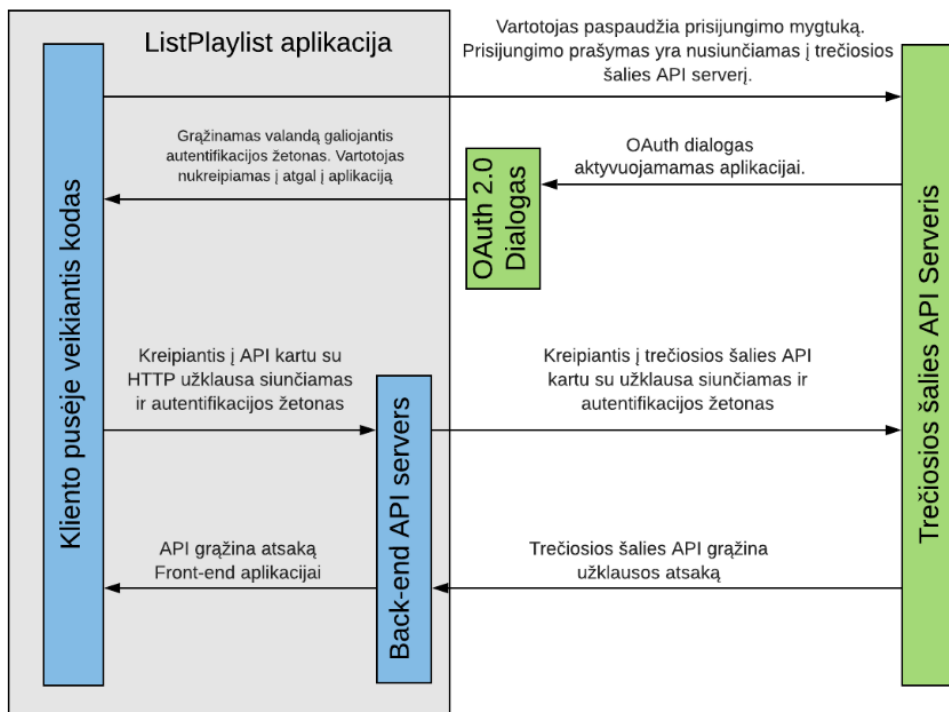 ListPlaylist aplikacija
Vartotojas paspaudžia prisijungimo mygtuką.
Prisijungimo prašymas yra nusiunčiamas į trečiosios
šalies API serverį.
Grąžinamas valandą galiojantis
autentifikacijos žetonas. Vartotojas
nukreipiamas į atgal į aplikaciją
OAuth dialogas
aktyvuojamamas aplikacijai.
OAuth 2.0
Dialogas
Kliento pusėje veikiantis kodas
Trečiosios šalies API Serveris
Kreipiantis į API kartu su
HTTP užklausa siunčiamas
ir autentifikacijos žetonas
Kreipiantis į trečiosios šalies API
kartu su užklausa siunčiamas ir
autentifikacijos žetonas
Back-end API servers
API grąžina atsaką
Front-end aplikacijai
Trečiosios šalies API grąžina
užklausos atsaką